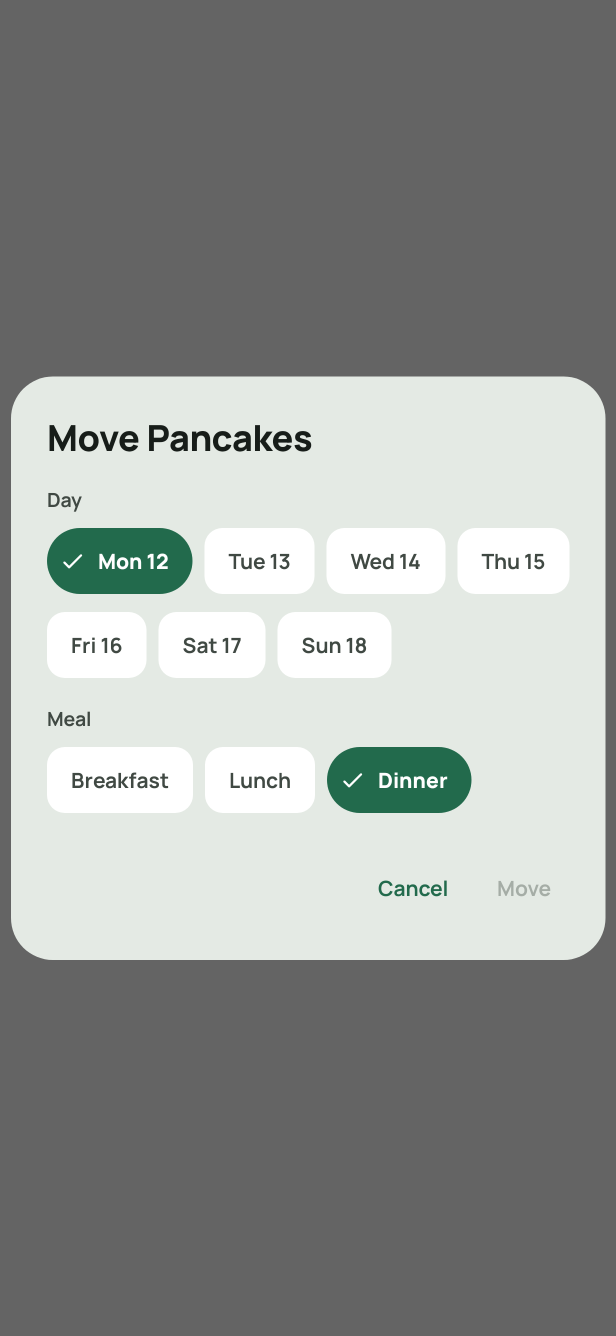 Move Pancakes
Day
Mon 12 Tue 13 Wed 14 Thu 15
Fri 16 Sat 17 Sun 18
Meal
Breakfast Lunch Dinner
Cancel Move